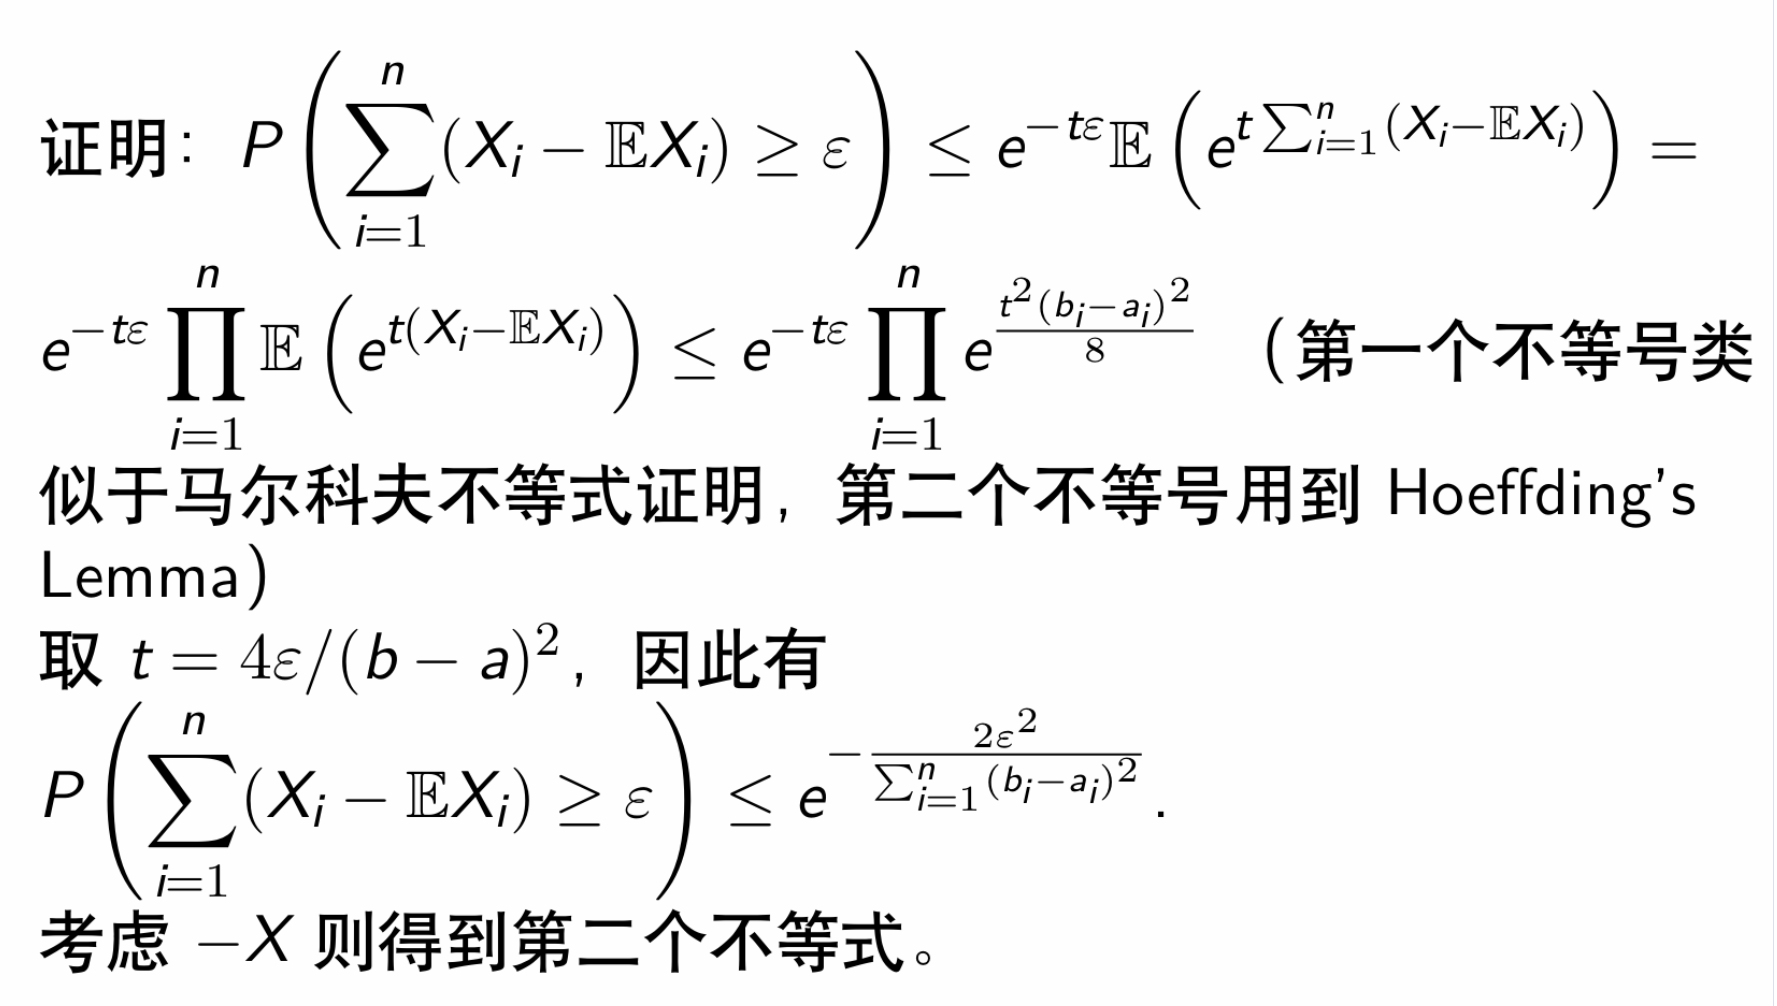 证明：$P\left(\sum_{i=1}^{n}(X_i - \mathbb{E}X_i) \geq \varepsilon\right) \leq e^{-t\varepsilon}\mathbb{E}\left(e^{t\sum_{i=1}^{n}(X_i-\mathbb{E}X_i)}\right) =$
$e^{-t\varepsilon}\prod_{i=1}^{n}\mathbb{E}\left(e^{t(X_i-\mathbb{E}X_i)}\right) \leq e^{-t\varepsilon}\prod_{i=1}^{n}e^{\frac{t^2(b_i-a_i)^2}{8}}$（第一个不等号类
似于马尔科夫不等式证明，第二个不等号用到 Hoeffding's
Lemma）
取 $t = 4\varepsilon/(b-a)^2$，因此有
$P\left(\sum_{i=1}^{n}(X_i - \mathbb{E}X_i) \geq \varepsilon\right) \leq e^{-\frac{2\varepsilon^2}{\sum_{i=1}^{n}(b_i-a_i)^2}}.$
考虑 $-X$ 则得到第二个不等式。